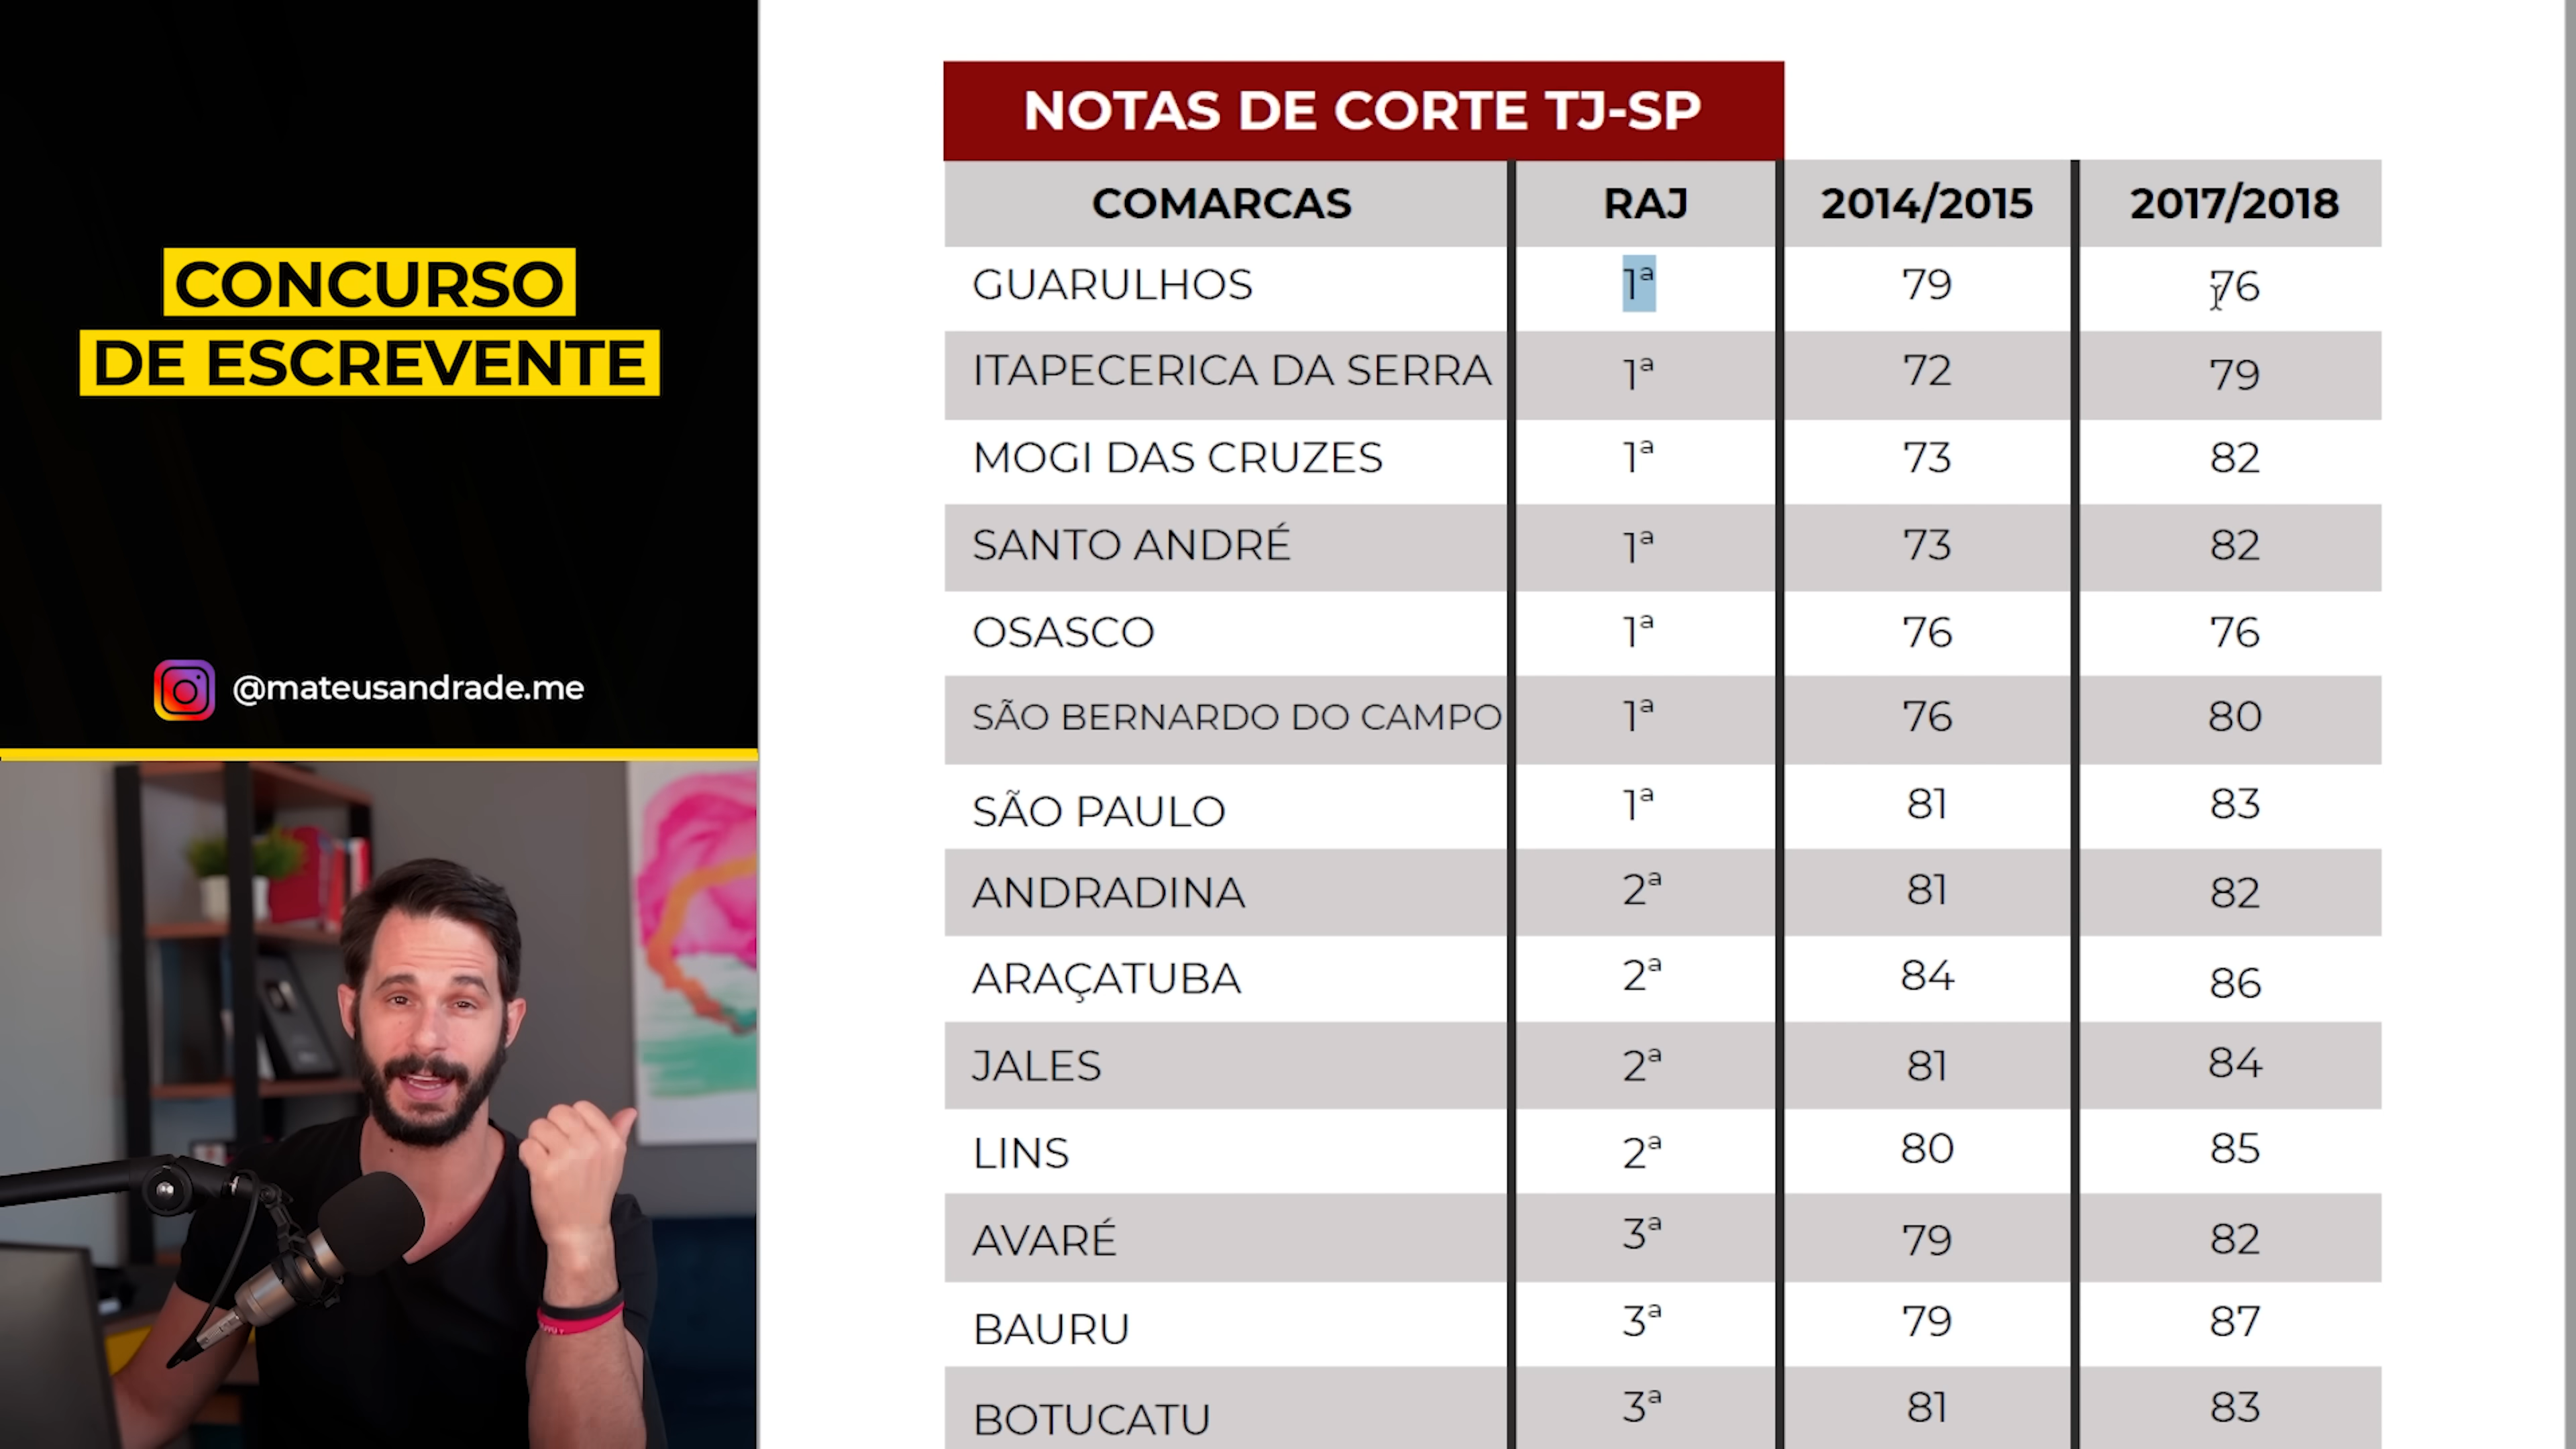 CONCURSO
DE ESCREVENTE
@mateusandrade.me
NOTAS DE CORTE TJ-SP
COMARCAS RAJ 2014/2015 2017/2018
GUARULHOS 1ª 79 76
ITAPECERICA DA SERRA 1ª 72 79
MOGI DAS CRUZES 1ª 73 82
SANTO ANDRÉ 1ª 73 82
OSASCO 1ª 76 76
SÃO BERNARDO DO CAMPO 1ª 76 80
SÃO PAULO 1ª 81 83
ANDRADINA 2ª 81 82
ARAÇATUBA 2ª 84 86
JALES 2ª 81 84
LINS 2ª 80 85
AVARÉ 3ª 79 82
BAURU 3ª 79 87
BOTUCATU 3ª 81 83